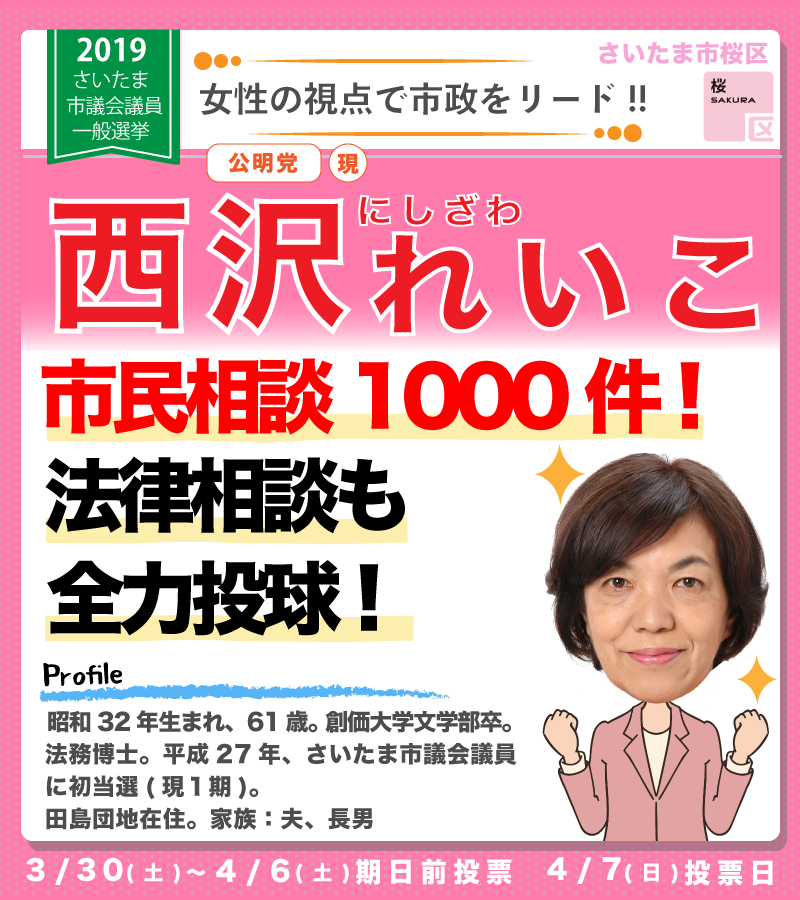 2019
さいたま
市議会議員
一般選挙
女性の視点で市政をリード!!
さいたま市桜区
桜
SAKURA
区
公明党 現
にしざわ
西沢れいこ
市民相談1000件！
法律相談も
全力投球！
Profile
昭和32年生まれ、61歳。創価大学文学部卒。
法務博士。平成27年、さいたま市議会議員
に初当選(現1期)。
田島団地在住。家族：夫、長男
3/30(土)～4/6(土)期日前投票 4/7(日)投票日